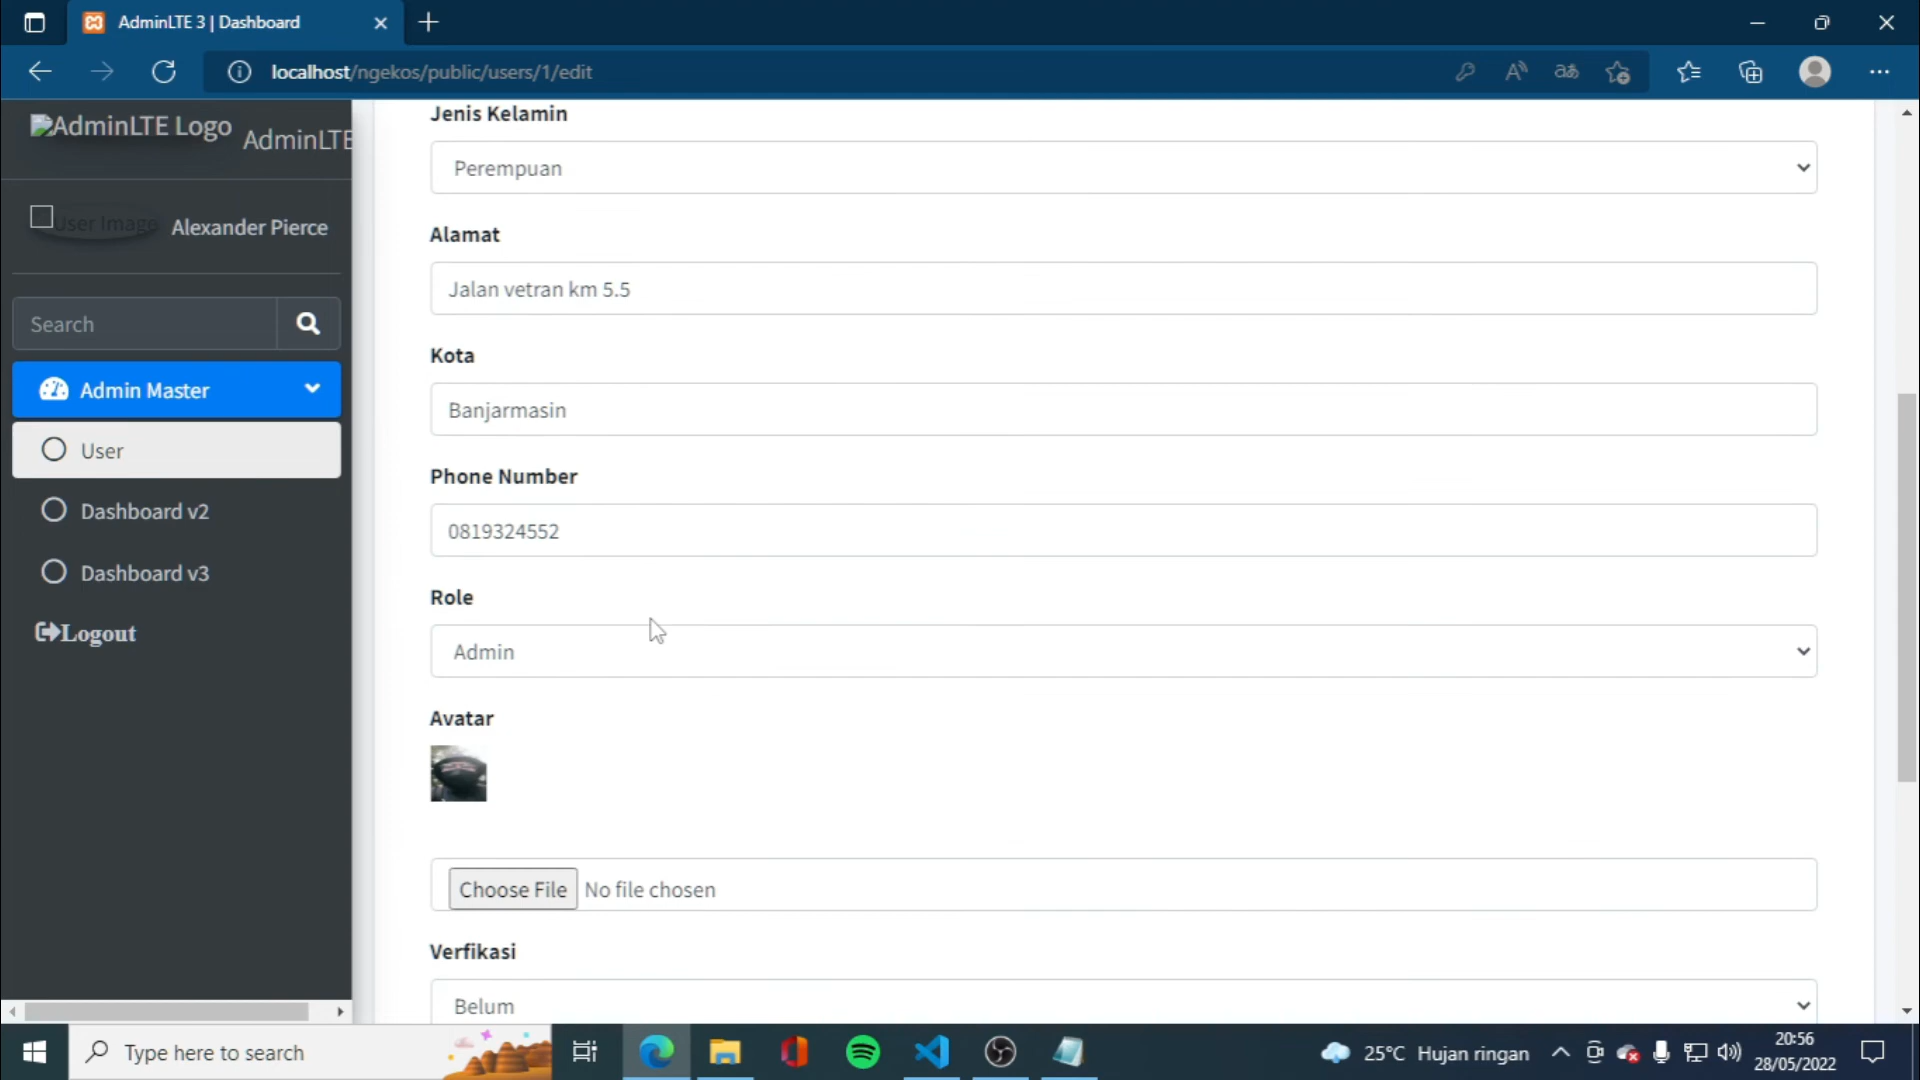 AdminLTE 3 | Dashboard
localhost/ngekos/public/users/1/edit
AdminLTE Logo
AdminLTE
User Image
Alexander Pierce
Search
Admin Master
User
Dashboard v2
Dashboard v3
Logout
Jenis Kelamin
Perempuan
Alamat
Jalan vetran km 5.5
Kota
Banjarmasin
Phone Number
0819324552
Role
Admin
Avatar
Choose File No file chosen
Verfikasi
Belum
Type here to search
25°C Hujan ringan
20:56
28/05/2022